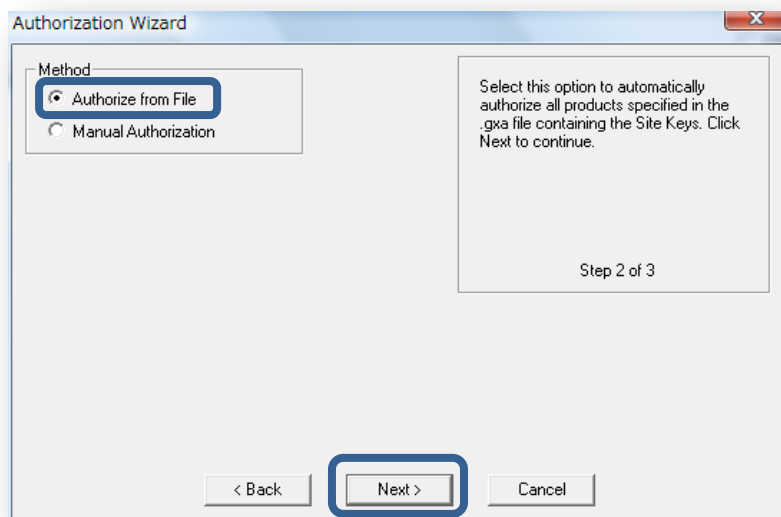 Authorization Wizard
Method
Authorize from File
Manual Authorization
Select this option to automatically
authorize all products specified in the
.gxa file containing the Site Keys. Click
Next to continue.
Step 2 of 3
< Back
Next >
Cancel